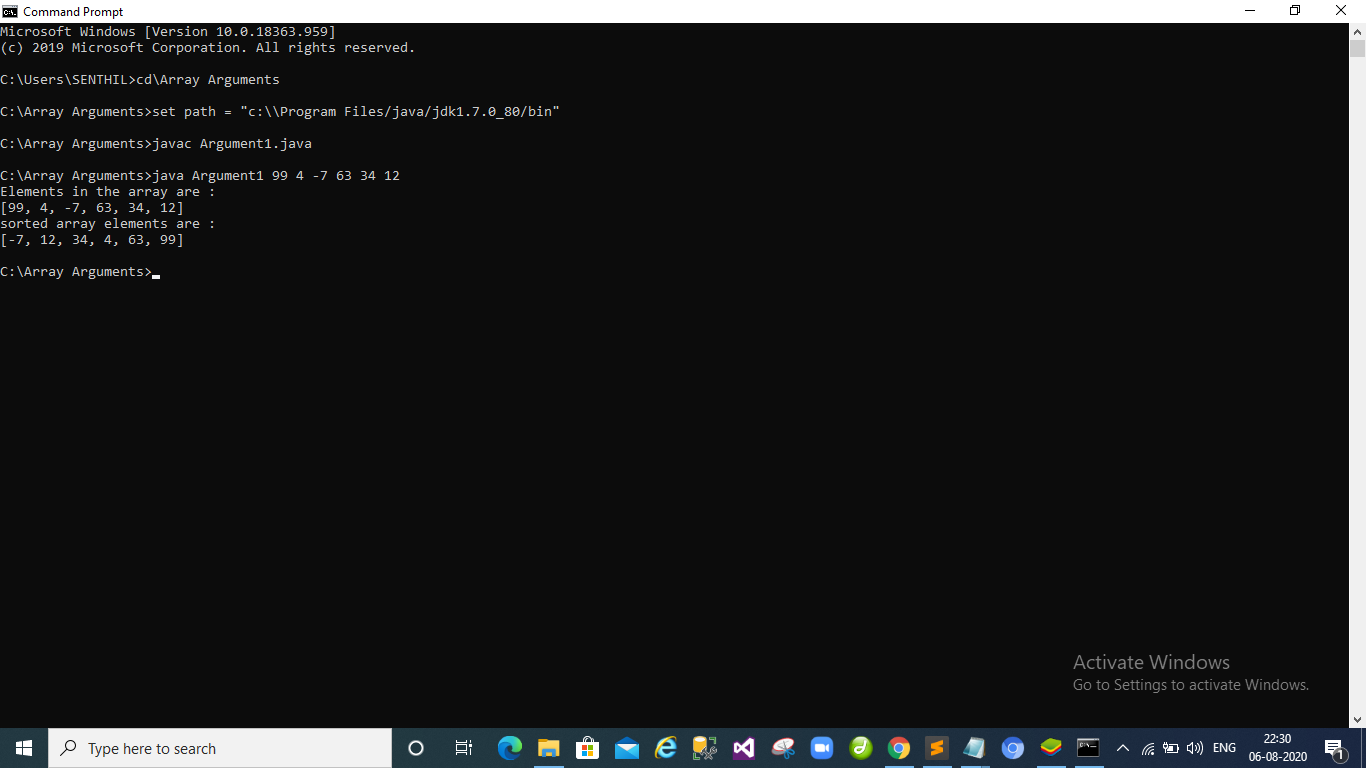 Command Prompt
Microsoft Windows [Version 10.0.18363.959]
(c) 2019 Microsoft Corporation. All rights reserved.
C:\Users\SENTHIL>cd\Array Arguments
C:\Array Arguments>set path = "c:\\Program Files/java/jdk1.7.0_80/bin"
C:\Array Arguments>javac Argument1.java
C:\Array Arguments>java Argument1 99 4 -7 63 34 12
Elements in the array are :
[99, 4, -7, 63, 34, 12]
sorted array elements are :
[-7, 12, 34, 4, 63, 99]
C:\Array Arguments>
Activate Windows
Go to Settings to activate Windows.
Type here to search
ENG
22:30
06-08-2020
1